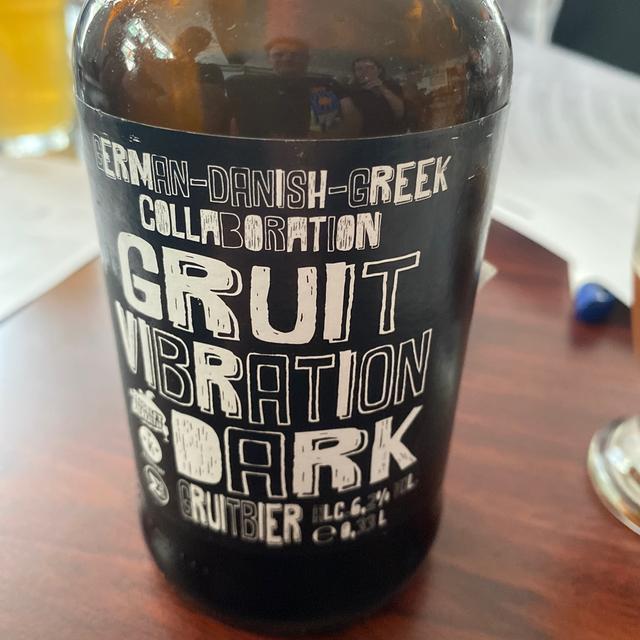 GERMAN-DANISH-GREEK
COLLABORATION
GRUIT
VIBRATION
DARK
GRUITBIER
ALC. 6,2% VOL.
℮ 0,33 L